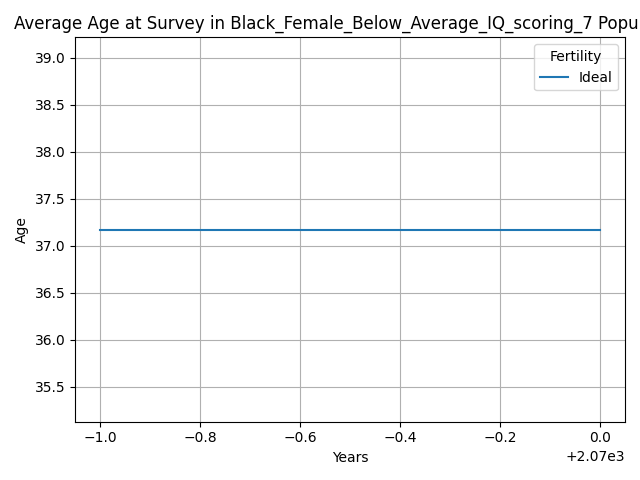 Average Age at Survey in Black_Female_Below_Average_IQ_scoring_7 Popu
Fertility
Ideal
39.0
38.5
38.0
37.5
37.0
36.5
36.0
35.5
Age
−1.0 −0.8 −0.6 −0.4 −0.2 0.0
Years
+2.07e3